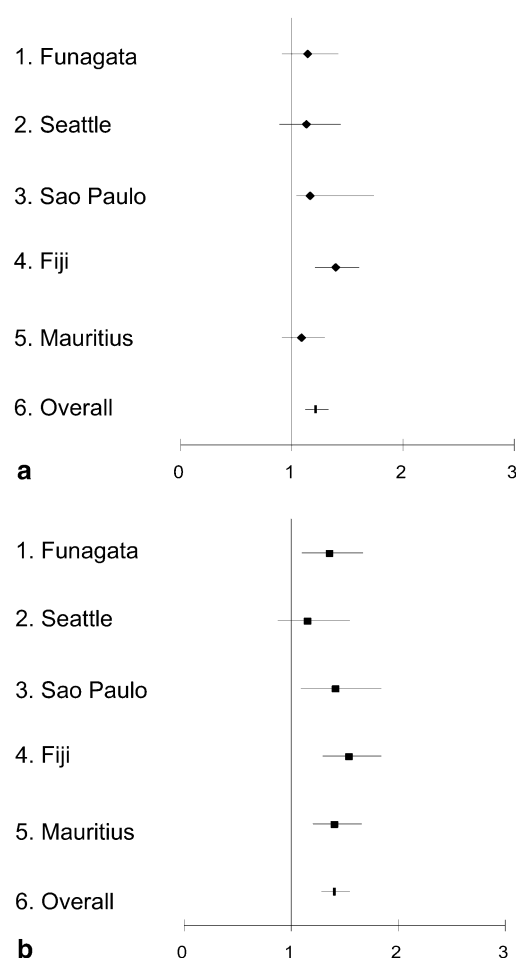 1. Funagata
2. Seattle
3. Sao Paulo
4. Fiji
5. Mauritius
6. Overall
0 1 2 3
a
1. Funagata
2. Seattle
3. Sao Paulo
4. Fiji
5. Mauritius
6. Overall
0 1 2 3
b